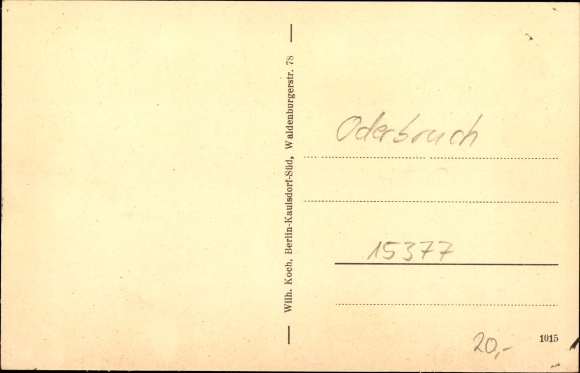 Wilh. Koch, Berlin-Kaulsdorf-Süd, Waldenburgerstr. 78
Oderbruch
15377
20,-
1015